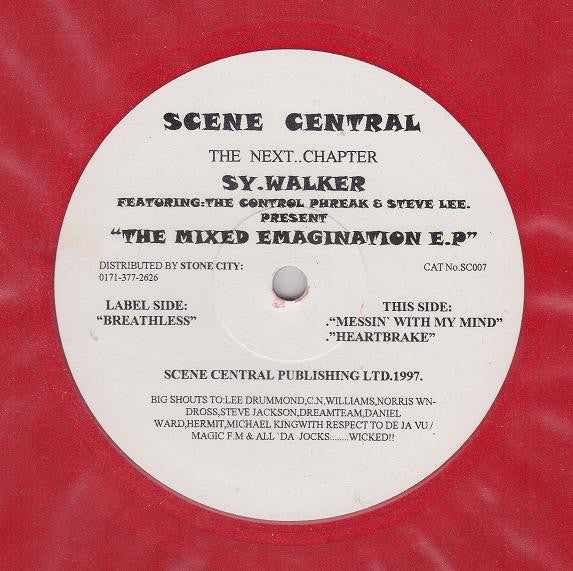 SCENE CENTRAL
THE NEXT..CHAPTER
SY.WALKER
FEATURING:THE CONTROL PHREAK & STEVE LEE.
PRESENT
“THE MIXED EMAGINATION E.P”
DISTRIBUTED BY STONE CITY:
0171-377-2626
CAT No.SC007
LABEL SIDE:
“BREATHLESS”
THIS SIDE:
.“MESSIN` WITH MY MIND”
.”HEARTBRAKE”
SCENE CENTRAL PUBLISHING LTD.1997.
BIG SHOUTS TO:LEE DRUMMOND,C.N.WILLIAMS,NORRIS WN-
DROSS,STEVE JACKSON,DREAMTEAM,DANIEL
WARD,HERMIT,MICHAEL KINGWITH RESPECT TO DE JA VU /
MAGIC F.M & ALL `DA JOCKS........WICKED!!